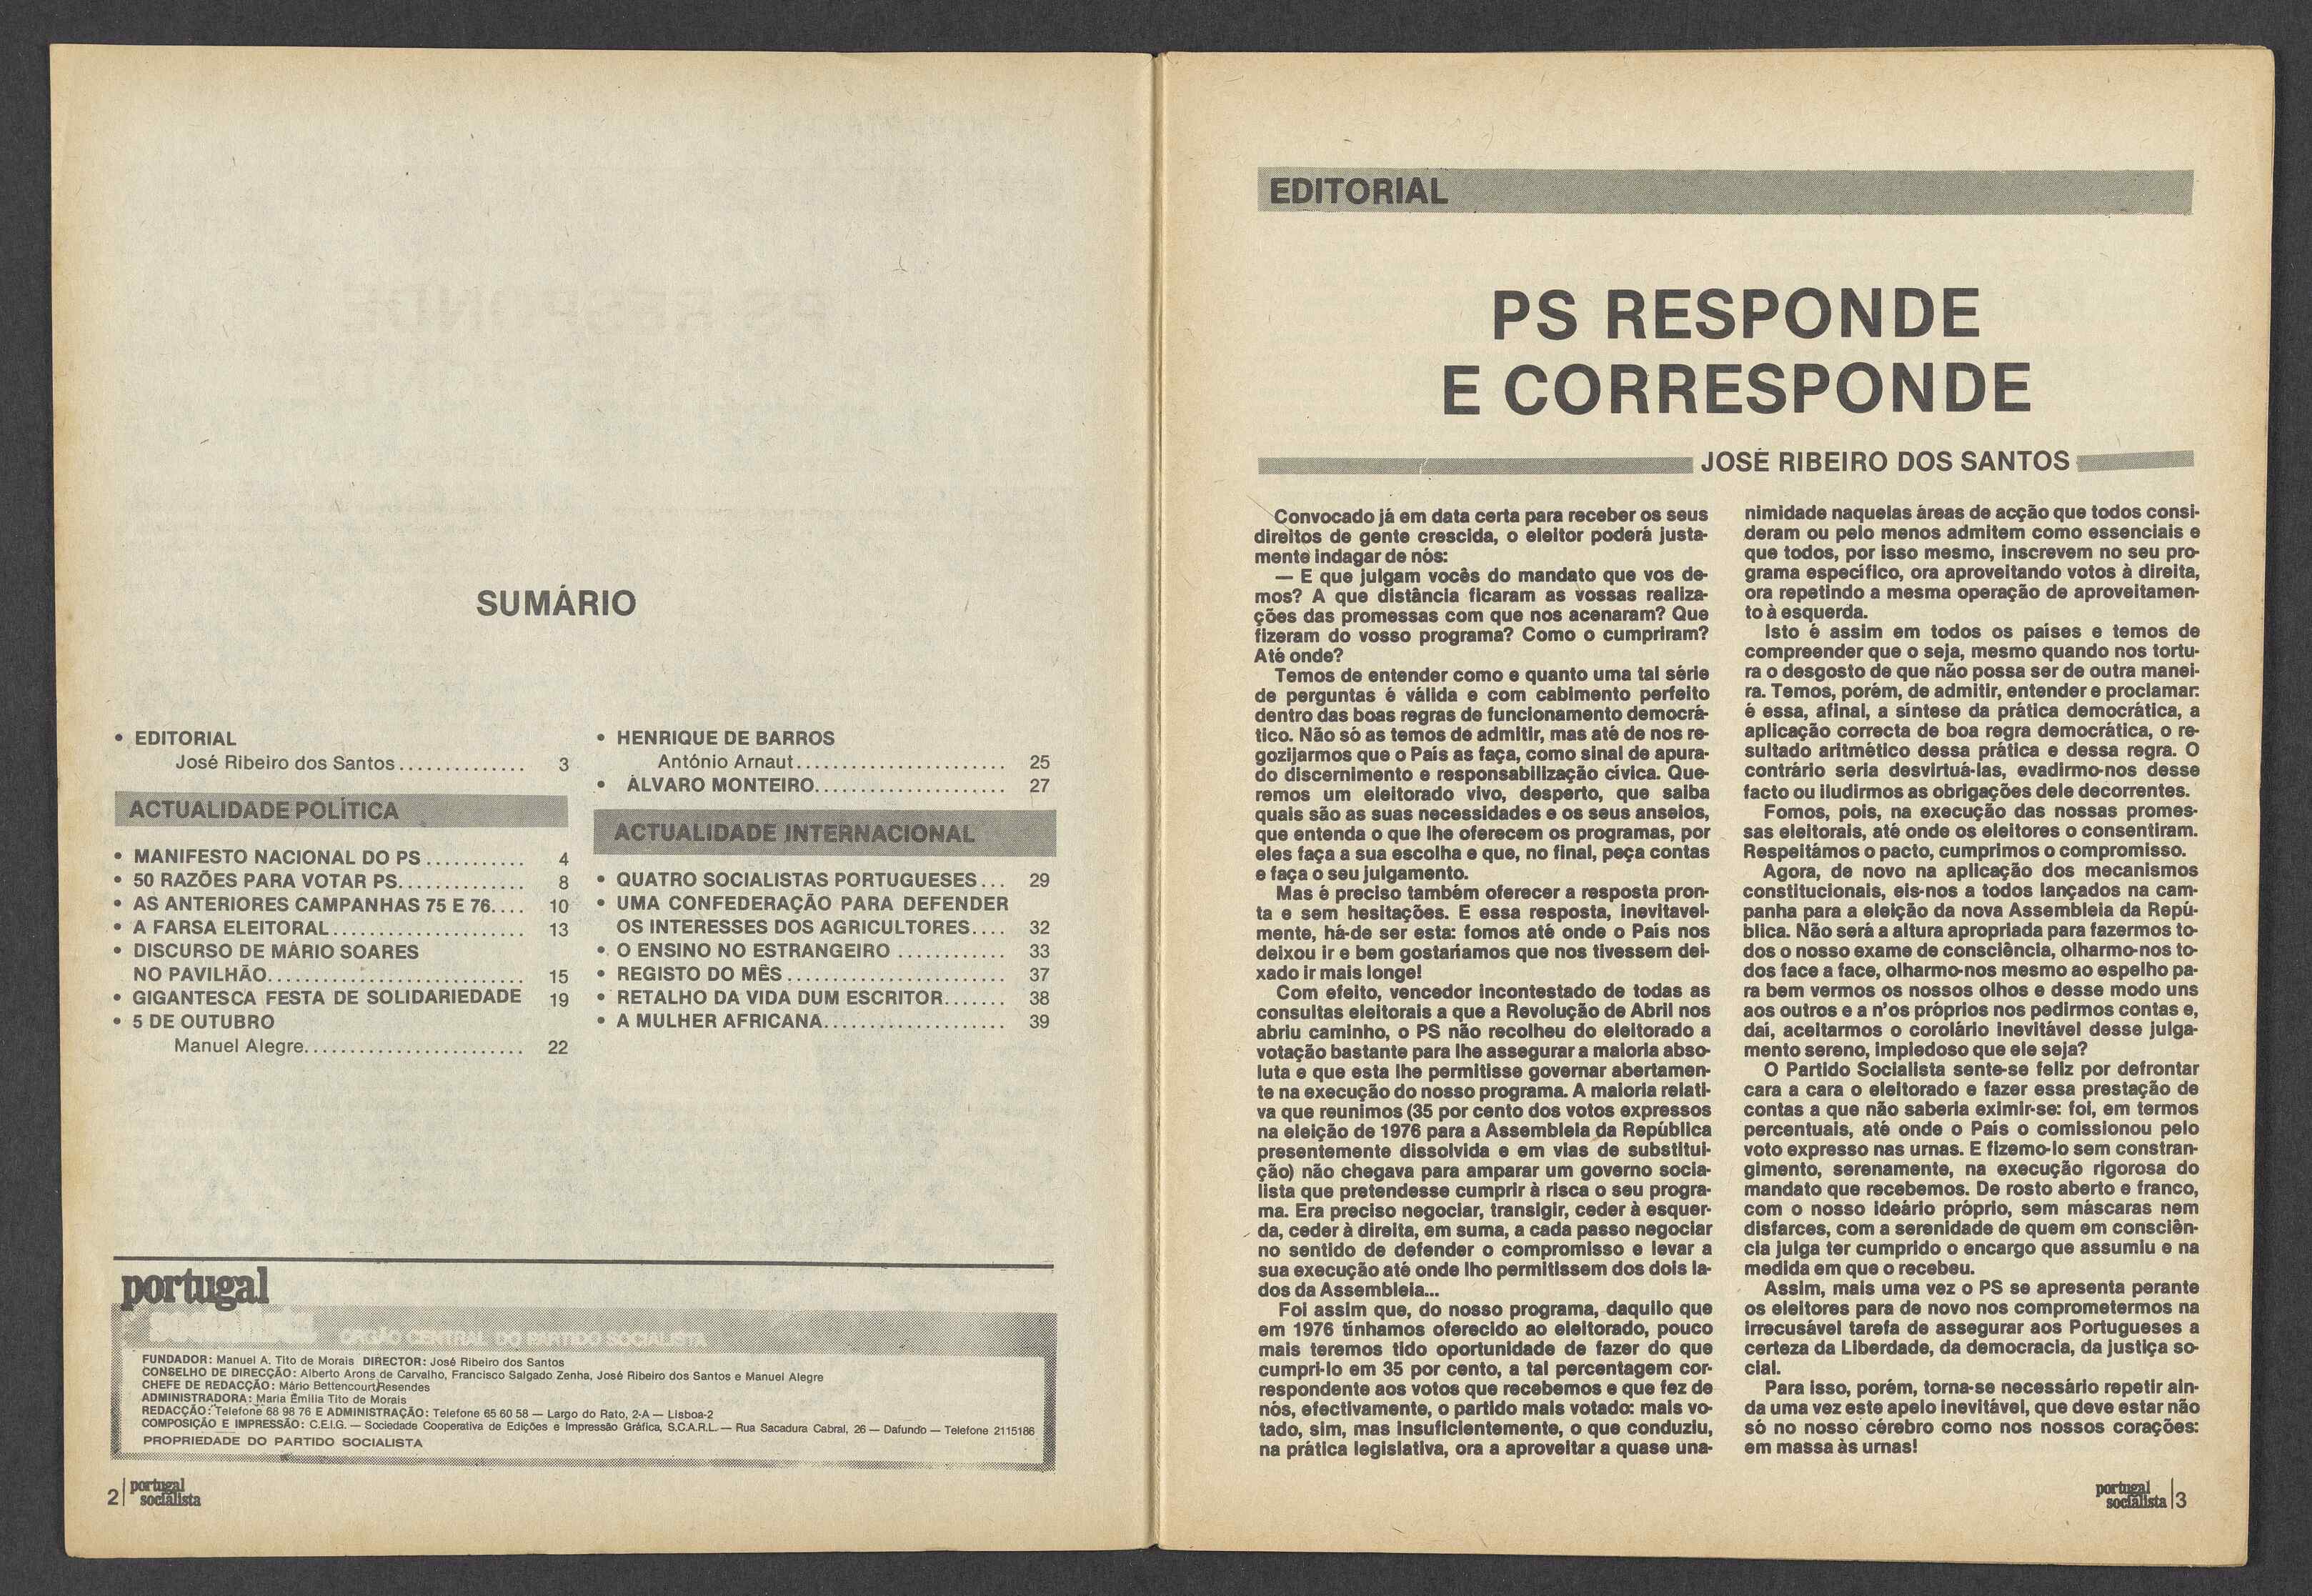 SUMÁRIO
• EDITORIAL
José Ribeiro dos Santos.............. 3
ACTUALIDADE POLÍTICA
• MANIFESTO NACIONAL DO PS........... 4
• 50 RAZÕES PARA VOTAR PS.............. 8
• AS ANTERIORES CAMPANHAS 75 E 76.... 10
• A FARSA ELEITORAL..................... 13
• DISCURSO DE MÁRIO SOARES
NO PAVILHÃO............................ 15
• GIGANTESCA FESTA DE SOLIDARIEDADE 19
• 5 DE OUTUBRO
Manuel Alegre........................ 22
• HENRIQUE DE BARROS
António Arnaut....................... 25
• ÁLVARO MONTEIRO..................... 27
ACTUALIDADE INTERNACIONAL
• QUATRO SOCIALISTAS PORTUGUESES... 29
• UMA CONFEDERAÇÃO PARA DEFENDER
OS INTERESSES DOS AGRICULTORES.... 32
• O ENSINO NO ESTRANGEIRO ............ 33
• REGISTO DO MÊS........................ 37
• RETALHO DA VIDA DUM ESCRITOR....... 38
• A MULHER AFRICANA.................... 39
portugal
ORGÃO CENTRAL DO PARTIDO SOCIALISTA
FUNDADOR: Manuel A. Tito de Morais DIRECTOR: José Ribeiro dos Santos
CONSELHO DE DIRECÇÃO: Alberto Arons de Carvalho, Francisco Salgado Zenha, José Ribeiro dos Santos e Manuel Alegre
CHEFE DE REDACÇÃO: Mário Bettencourt Resendes
ADMINISTRADORA: Maria Emília Tito de Morais
REDACÇÃO: Telefone 68 98 76 E ADMINISTRAÇÃO: Telefone 65 60 58 — Largo do Rato, 2-A — Lisboa-2
COMPOSIÇÃO E IMPRESSÃO: C.E.I.G. — Sociedade Cooperativa de Edições e Impressão Gráfica, S.C.A.R.L. — Rua Sacadura Cabral, 26 — Dafundo — Telefone 2115186
PROPRIEDADE DO PARTIDO SOCIALISTA
2 portugal
socialista
EDITORIAL
PS RESPONDE
E CORRESPONDE
JOSÉ RIBEIRO DOS SANTOS
Convocado já em data certa para receber os seus
direitos de gente crescida, o eleitor poderá justa-
mente indagar de nós:
— E que julgam vocês do mandato que vos de-
mos? A que distância ficaram as vossas realiza-
ções das promessas com que nos acenaram? Que
fizeram do vosso programa? Como o cumpriram?
Até onde?
Temos de entender como e quanto uma tal série
de perguntas é válida e com cabimento perfeito
dentro das boas regras de funcionamento democrá-
tico. Não só as temos de admitir, mas até de nos re-
gozijarmos que o País as faça, como sinal de apura-
do discernimento e responsabilização cívica. Que-
remos um eleitorado vivo, desperto, que saiba
quais são as suas necessidades e os seus anseios,
que entenda o que lhe oferecem os programas, por
eles faça a sua escolha e que, no final, peça contas
e faça o seu julgamento.
Mas é preciso também oferecer a resposta pron-
ta e sem hesitações. E essa resposta, inevitavel-
mente, há-de ser esta: fomos até onde o País nos
deixou ir e bem gostaríamos que nos tivessem dei-
xado ir mais longe!
Com efeito, vencedor incontestado de todas as
consultas eleitorais a que a Revolução de Abril nos
abriu caminho, o PS não recolheu do eleitorado a
votação bastante para lhe assegurar a maioria abso-
luta e que esta lhe permitisse governar abertamen-
te na execução do nosso programa. A maioria relati-
va que reunimos (35 por cento dos votos expressos
na eleição de 1976 para a Assembleia da República
presentemente dissolvida e em vias de substitui-
ção) não chegava para amparar um governo socia-
lista que pretendesse cumprir à risca o seu progra-
ma. Era preciso negociar, transigir, ceder à esquer-
da, ceder à direita, em suma, a cada passo negociar
no sentido de defender o compromisso e levar a
sua execução até onde lho permitissem dos dois la-
dos da Assembleia...
Foi assim que, do nosso programa, daquilo que
em 1976 tínhamos oferecido ao eleitorado, pouco
mais teremos tido oportunidade de fazer do que
cumpri-lo em 35 por cento, a tal percentagem cor-
respondente aos votos que recebemos e que fez de
nós, efectivamente, o partido mais votado: mais vo-
tado, sim, mas insuficientemente, o que conduziu,
na prática legislativa, ora a aproveitar a quase una-
nimidade naquelas áreas de acção que todos consi-
deram ou pelo menos admitem como essenciais e
que todos, por isso mesmo, inscrevem no seu pro-
grama específico, ora aproveitando votos à direita,
ora repetindo a mesma operação de aproveitamen-
to à esquerda.
Isto é assim em todos os países e temos de
compreender que o seja, mesmo quando nos tortu-
ra o desgosto de que não possa ser de outra manei-
ra. Temos, porém, de admitir, entender e proclamar:
é essa, afinal, a síntese da prática democrática, a
aplicação correcta de boa regra democrática, o re-
sultado aritmético dessa prática e dessa regra. O
contrário seria desvirtuá-las, evadirmo-nos desse
facto ou iludirmos as obrigações dele decorrentes.
Fomos, pois, na execução das nossas promes-
sas eleitorais, até onde os eleitores o consentiram.
Respeitámos o pacto, cumprimos o compromisso.
Agora, de novo na aplicação dos mecanismos
constitucionais, eis-nos a todos lançados na cam-
panha para a eleição da nova Assembleia da Repú-
blica. Não será a altura apropriada para fazermos to-
dos o nosso exame de consciência, olharmo-nos to-
dos face a face, olharmo-nos mesmo ao espelho pa-
ra bem vermos os nossos olhos e desse modo uns
aos outros e a n'os próprios nos pedirmos contas e,
daí, aceitarmos o corolário inevitável desse julga-
mento sereno, impiedoso que ele seja?
O Partido Socialista sente-se feliz por defrontar
cara a cara o eleitorado e fazer essa prestação de
contas a que não saberia eximir-se: foi, em termos
percentuais, até onde o País o comissionou pelo
voto expresso nas urnas. E fizemo-lo sem constran-
gimento, serenamente, na execução rigorosa do
mandato que recebemos. De rosto aberto e franco,
com o nosso ideário próprio, sem máscaras nem
disfarces, com a serenidade de quem em consciên-
cia julga ter cumprido o encargo que assumiu e na
medida em que o recebeu.
Assim, mais uma vez o PS se apresenta perante
os eleitores para de novo nos comprometermos na
irrecusável tarefa de assegurar aos Portugueses a
certeza da Liberdade, da democracia, da justiça so-
cial.
Para isso, porém, torna-se necessário repetir ain-
da uma vez este apelo inevitável, que deve estar não
só no nosso cérebro como nos nossos corações:
em massa às urnas!
portugal
socialista 3